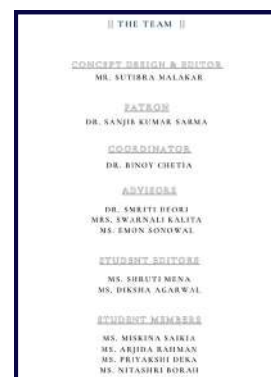 || THE TEAM ||
CONCEPT DESIGN & EDITOR
MR. SUTIBRA MALAKAR
PATRON
DR. SANJIB KUMAR SARMA
COORDINATOR
DR. BINOY CHETIA
ADVISORS
DR. SMRITI DEORI
MRS. SWARNALI KALITA
MS. EMON SONOWAL
STUDENT EDITORS
MS. SHRUTI MENA
MS. DIKSHA AGARWAL
STUDENT MEMBERS
MS. MISKINA SAIKIA
MS. ARJIDA RAHMAN
MS. PRIYAKSHI DEKA
MS. NITASHRI BORAH